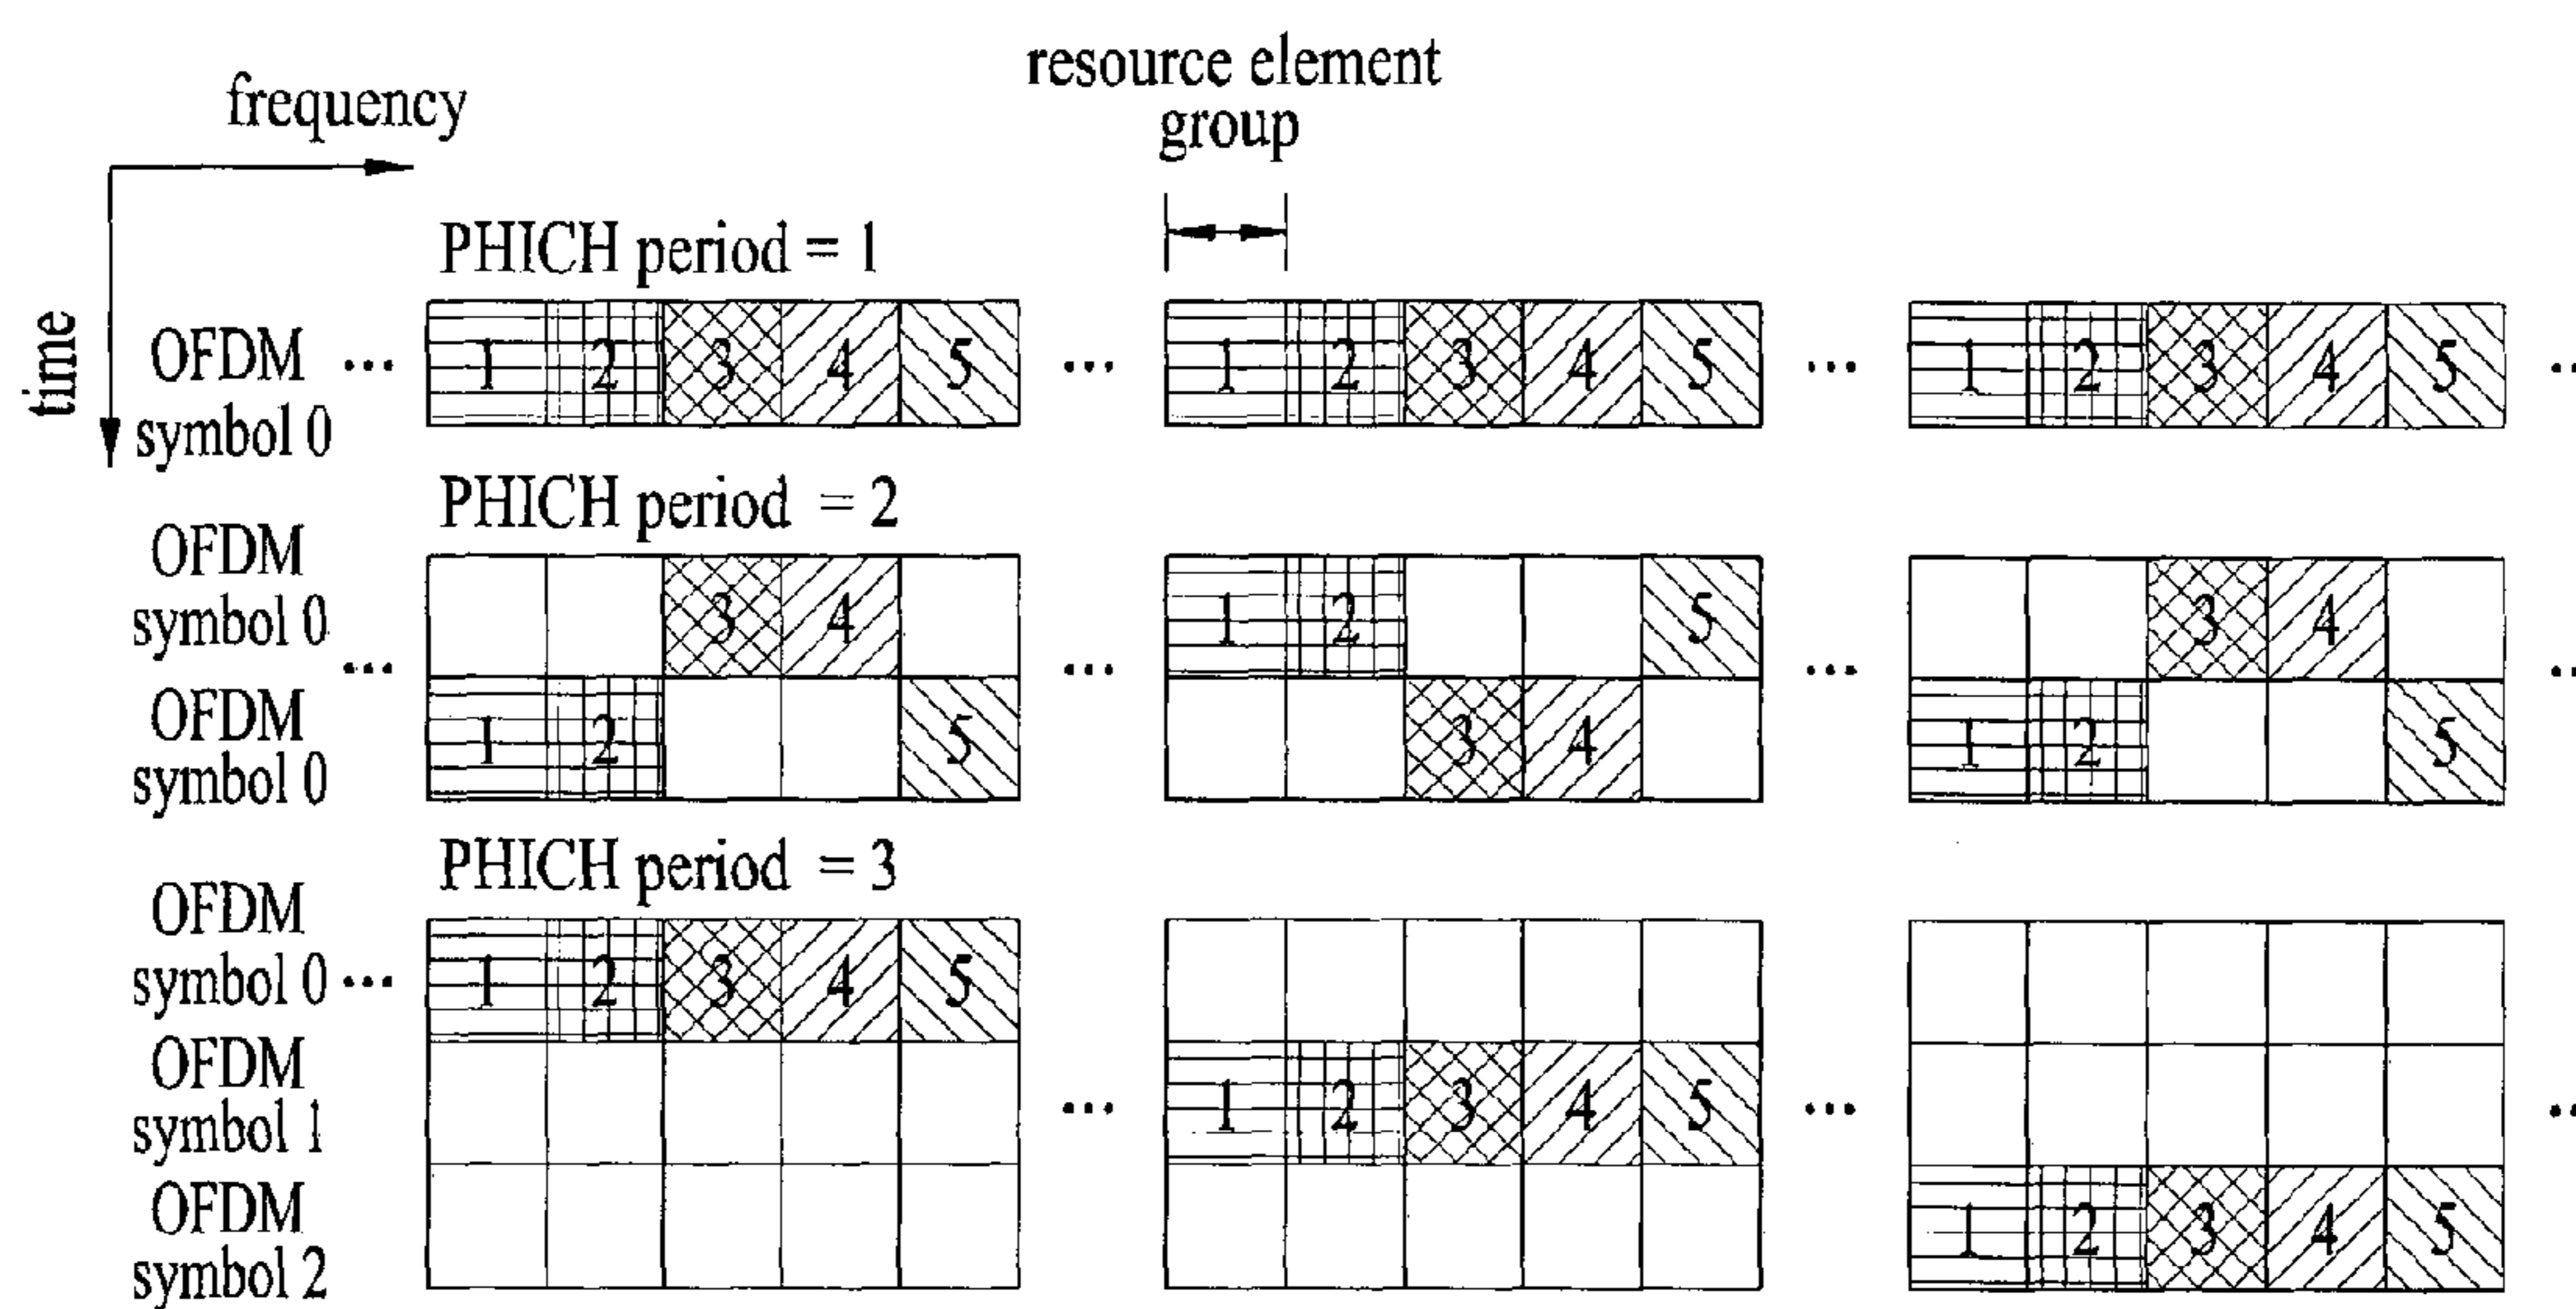 resource element
group
frequency
time
PHICH period = 1
OFDM
symbol 0
... 1 2 3 4 5 ... 1 2 3 4 5 ... 1 2 3 4 5 ..
PHICH period = 2
OFDM
symbol 0
3 4 1 2 5 3 4
... ... ... ..
OFDM
symbol 0
1 2 5 3 4 1 2 5
PHICH period = 3
OFDM
symbol 0 ... 1 2 3 4 5
OFDM
symbol 1
... 1 2 3 4 5 ... ..
OFDM
symbol 2
1 2 3 4 5